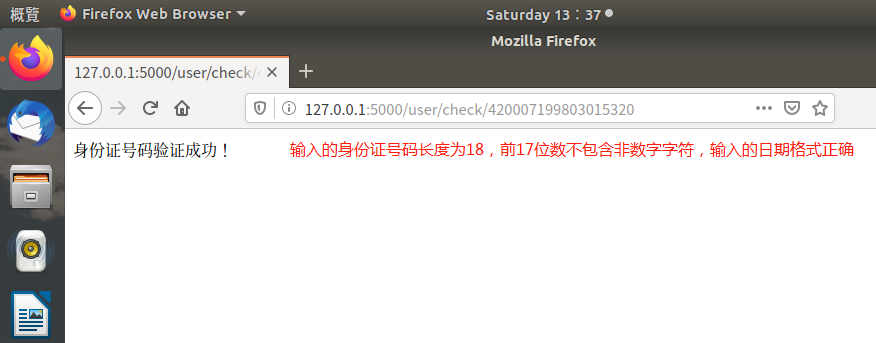 概覽 Firefox Web Browser Saturday 13：37
Mozilla Firefox
127.0.0.1:5000/user/check/
127.0.0.1:5000/user/check/420007199803015320
身份证号码验证成功！ 输入的身份证号码长度为18，前17位数不包含非数字字符，输入的日期格式正确